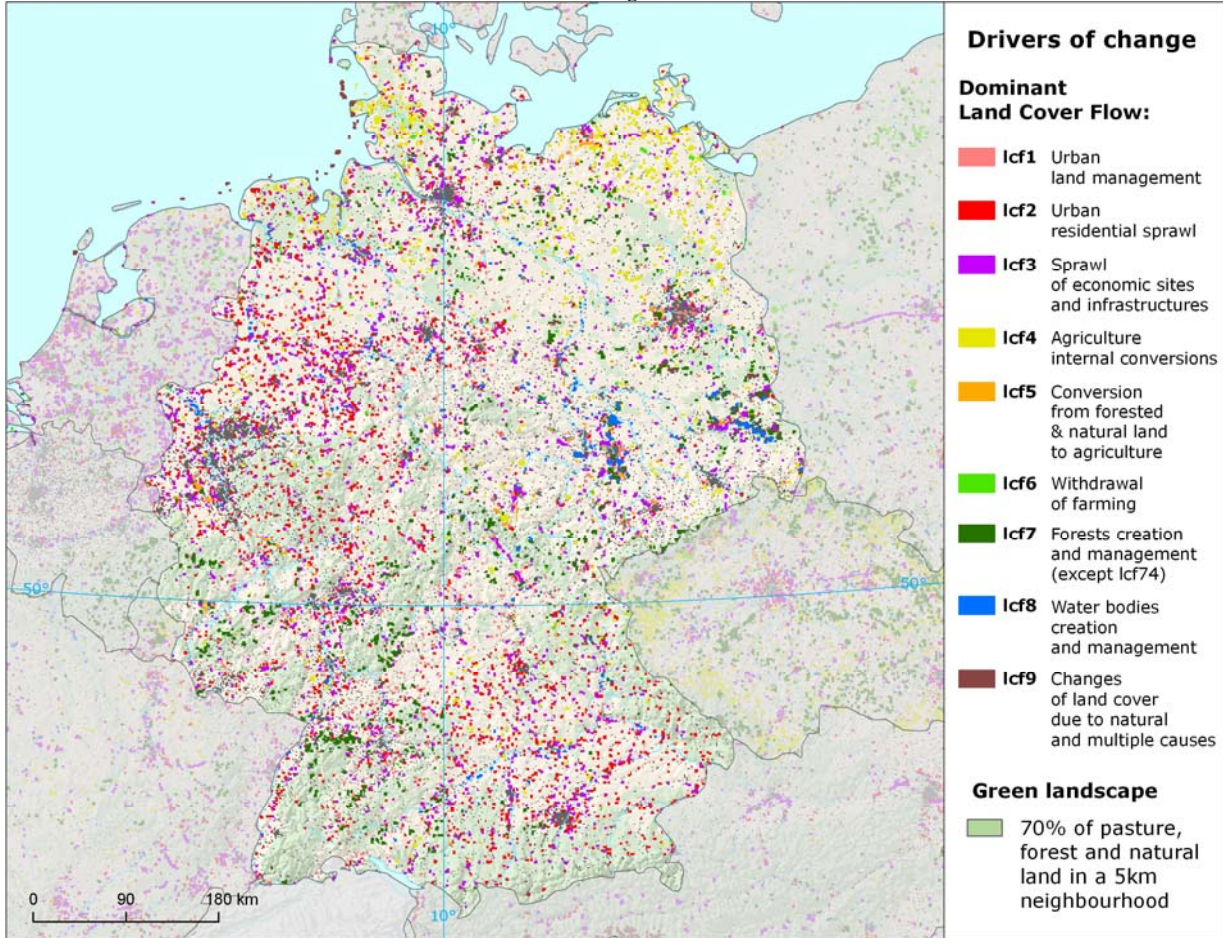 10°
50°
50°
10°
0 90 180 km
Drivers of change
Dominant
Land Cover Flow:
lcf1 Urban
land management
lcf2 Urban
residential sprawl
lcf3 Sprawl
of economic sites
and infrastructures
lcf4 Agriculture
internal conversions
lcf5 Conversion
from forested
& natural land
to agriculture
lcf6 Withdrawal
of farming
lcf7 Forests creation
and management
(except lcf74)
lcf8 Water bodies
creation
and management
lcf9 Changes
of land cover
due to natural
and multiple causes
Green landscape
70% of pasture,
forest and natural
land in a 5km
neighbourhood